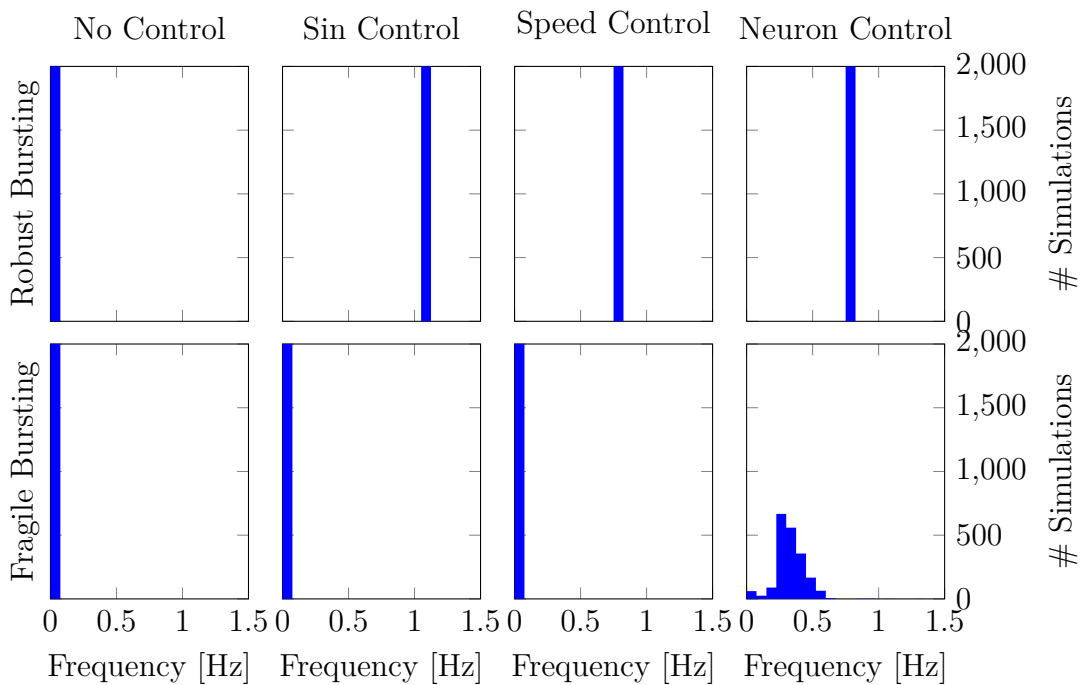 No Control
Sin Control
Speed Control
Neuron Control
Robust Bursting
2,000
1,500
1,000
500
0
# Simulations
Fragile Bursting
2,000
1,500
1,000
500
0
# Simulations
0 0.5 1 1.5
0 0.5 1 1.5
0 0.5 1 1.5
0 0.5 1 1.5
Frequency [Hz]
Frequency [Hz]
Frequency [Hz]
Frequency [Hz]